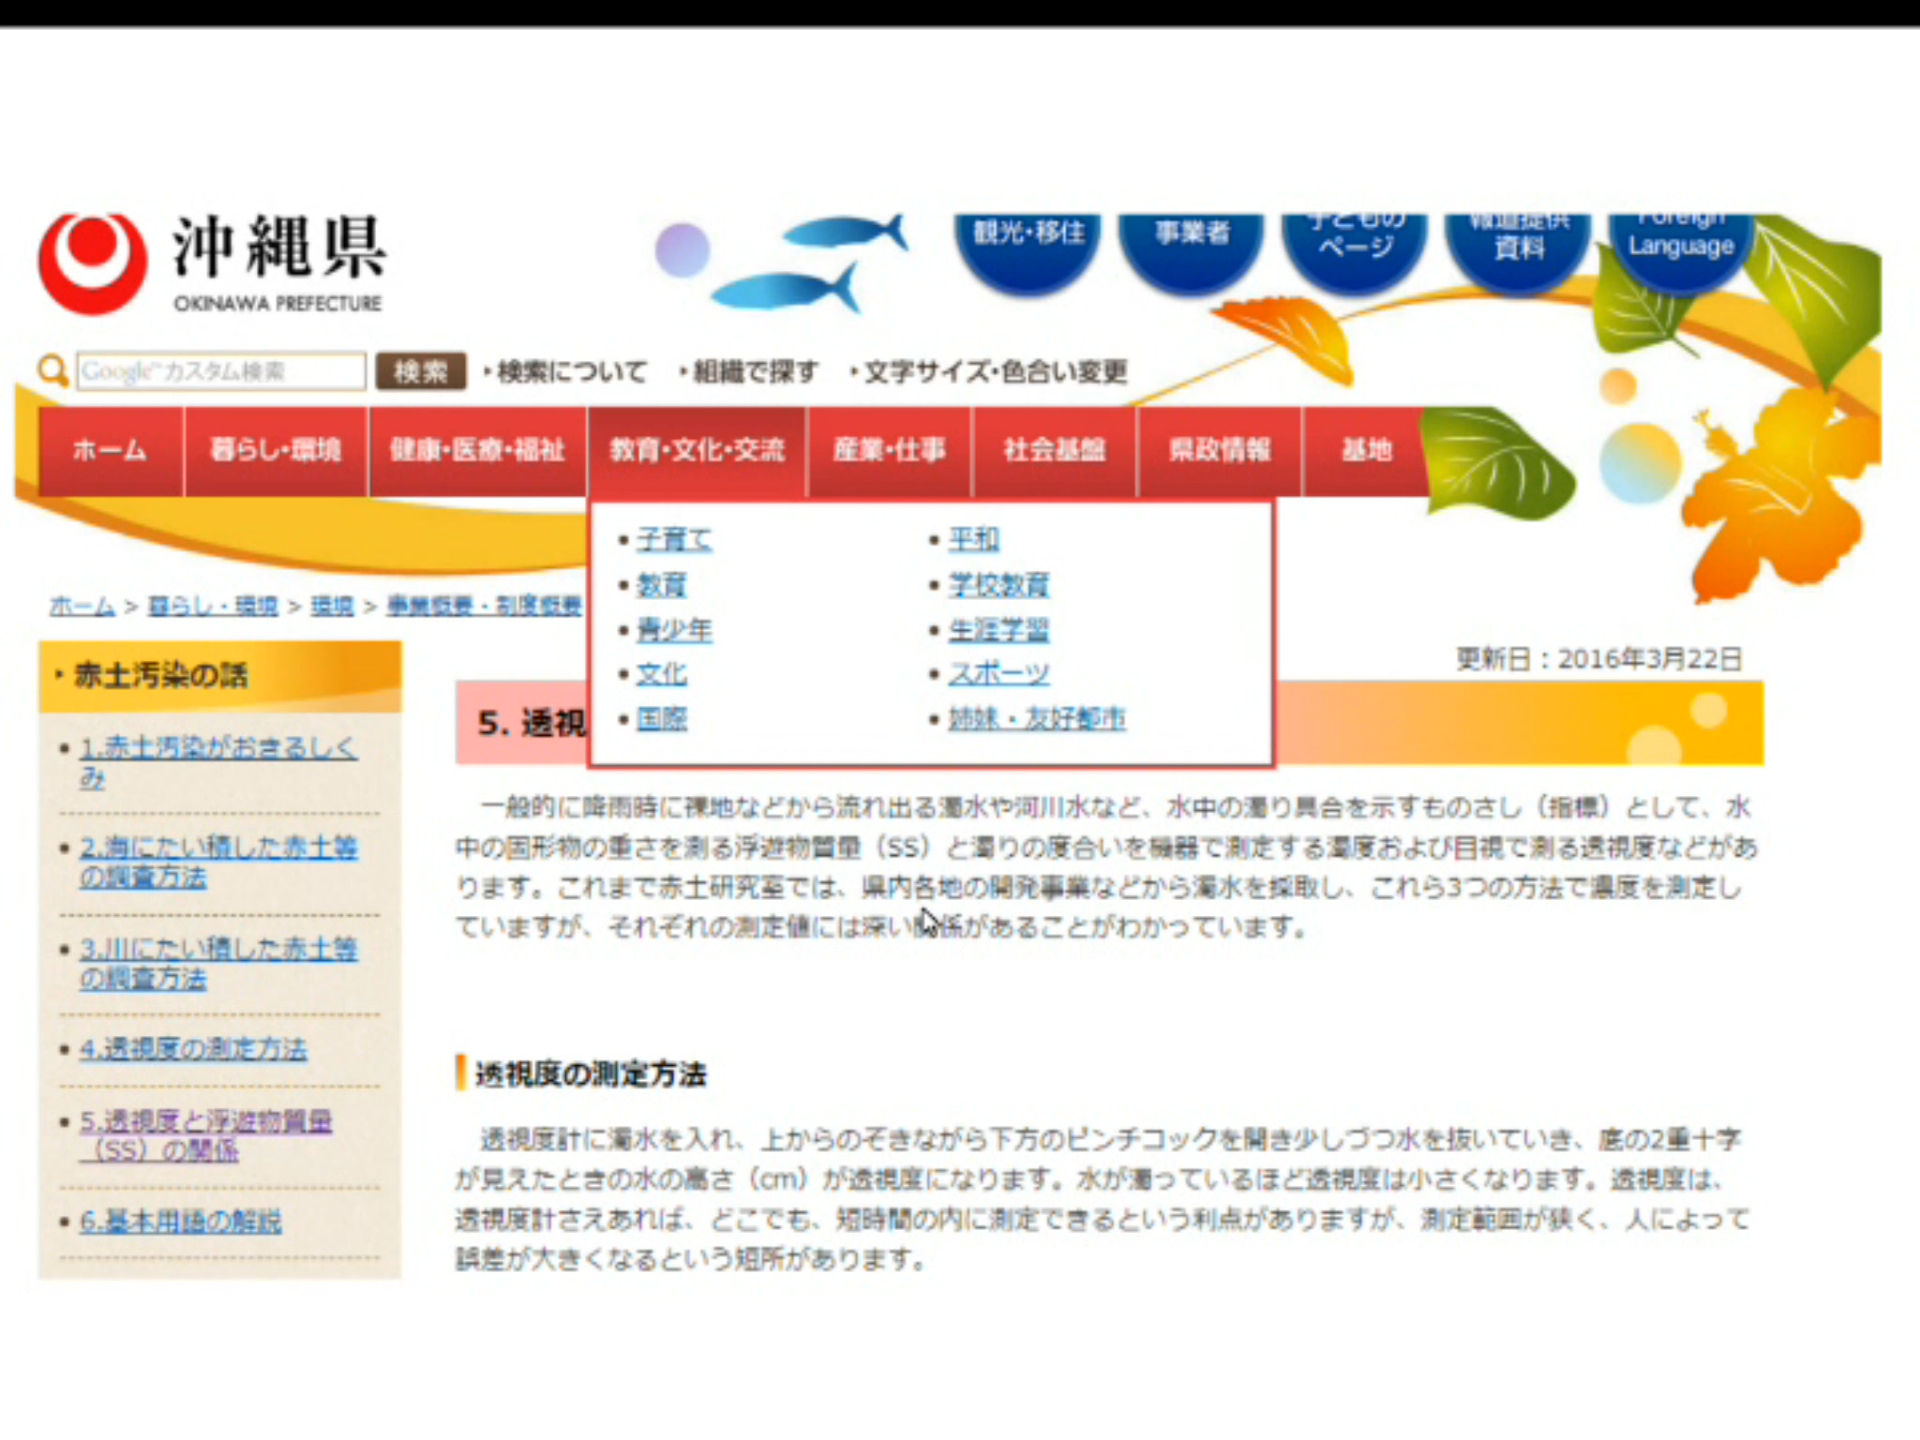 沖縄県
OKINAWA PREFECTURE
観光・移住
事業者
子どもの
ページ
報道提供
資料
Foreign
Language
Google™カスタム検索
検索
検索について
組織で探す
文字サイズ・色合い変更
ホーム
暮らし・環境
健康・医療・福祉
教育・文化・交流
産業・仕事
社会基盤
県政情報
基地
• 子育て
• 教育
• 青少年
• 文化
• 国際
• 平和
• 学校教育
• 生涯学習
• スポーツ
• 姉妹・友好都市
ホーム > 暮らし・環境 > 環境 > 事業概要・制度概要
赤土汚染の話
• 1.赤土汚染がおきるしく
み
• 2.海にたい積した赤土等
の調査方法
• 3.川にたい積した赤土等
の調査方法
• 4.透視度の測定方法
• 5.透視度と浮遊物質量
（SS）の関係
• 6.基本用語の解説
更新日：2016年3月22日
5. 透視
一般的に降雨時に裸地などから流れ出る濁水や河川水など、水中の濁り具合を示すものさし（指標）として、水
中の固形物の重さを測る浮遊物質量（SS）と濁りの度合いを機器で測定する濁度および目視で測る透視度などがあ
ります。これまで赤土研究室では、県内各地の開発事業などから濁水を採取し、これら3つの方法で濃度を測定し
ていますが、それぞれの測定値には深い関係があることがわかっています。
透視度の測定方法
透視度計に濁水を入れ、上からのぞきながら下方のピンチコックを開き少しづつ水を抜いていき、底の2重十字
が見えたときの水の高さ（cm）が透視度になります。水が濁っているほど透視度は小さくなります。透視度は、
透視度計さえあれば、どこでも、短時間の内に測定できるという利点がありますが、測定範囲が狭く、人によって
誤差が大きくなるという短所があります。